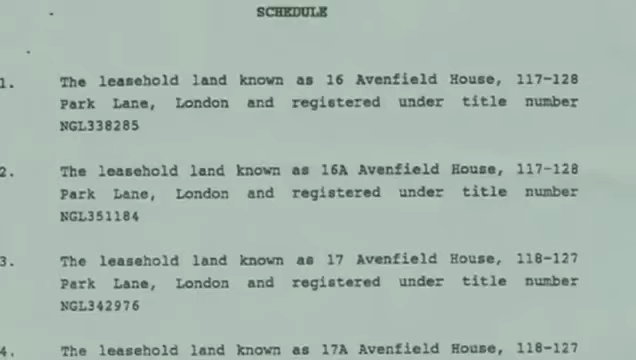 SCHEDULE
1. The leasehold land known as 16 Avenfield House, 117-128
Park Lane, London and registered under title number
NGL338285
2. The leasehold land known as 16A Avenfield House, 117-128
Park Lane, London and registered under title number
NGL351184
3. The leasehold land known as 17 Avenfield House, 118-127
Park Lane, London and registered under title number
NGL342976
4. The leasehold land known as 17A Avenfield House, 118-127